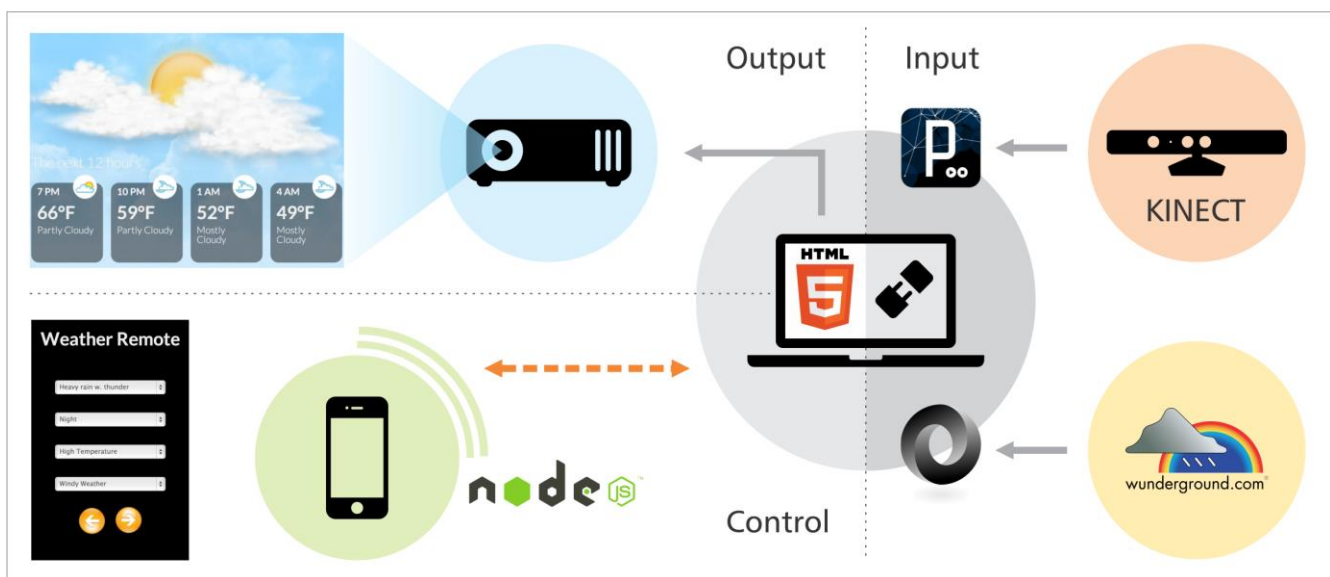 Output
Input
The next 12 hours
7 PM
66°F
Partly Cloudy
10 PM
59°F
Partly Cloudy
1 AM
52°F
Mostly
Cloudy
4 AM
49°F
Mostly
Cloudy
P
KINECT
HTML
5
Weather Remote
Heavy rain w. thunder
Night
High Temperature
Windy Weather
node JS™
Control
wunderground.com®